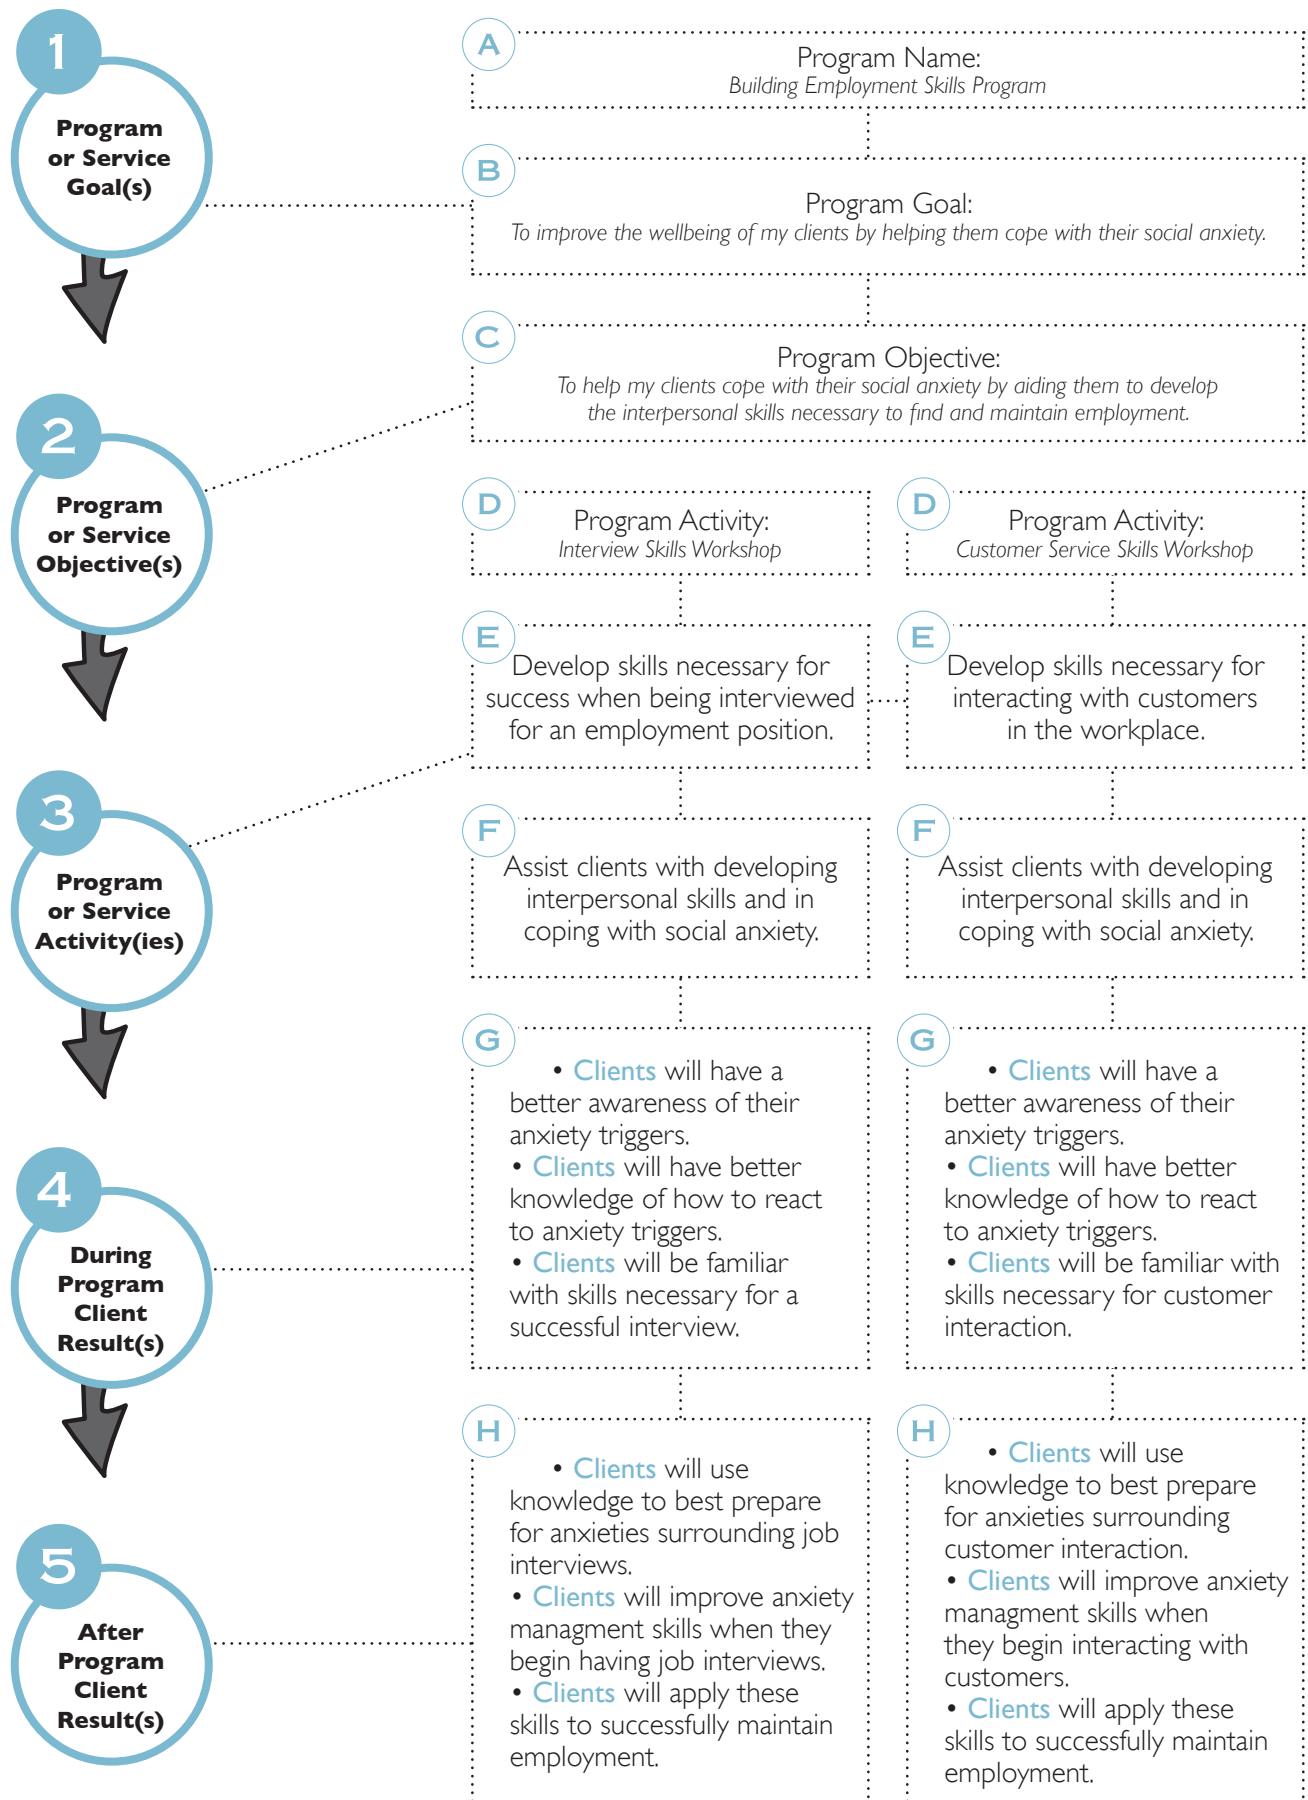 1
Program
or Service
Goal(s)
A
Program Name:
Building Employment Skills Program
B
Program Goal:
To improve the wellbeing of my clients by helping them cope with their social anxiety.
C
Program Objective:
To help my clients cope with their social anxiety by aiding them to develop
the interpersonal skills necessary to find and maintain employment.
2
Program
or Service
Objective(s)
D
Program Activity:
Interview Skills Workshop
D
Program Activity:
Customer Service Skills Workshop
E
Develop skills necessary for
success when being interviewed
for an employment position.
E
Develop skills necessary for
interacting with customers
in the workplace.
3
Program
or Service
Activity(ies)
F
Assist clients with developing
interpersonal skills and in
coping with social anxiety.
F
Assist clients with developing
interpersonal skills and in
coping with social anxiety.
4
During
Program
Client
Result(s)
G
• Clients will have a
better awareness of their
anxiety triggers.
• Clients will have better
knowledge of how to react
to anxiety triggers.
• Clients will be familiar
with skills necessary for a
successful interview.
G
• Clients will have a
better awareness of their
anxiety triggers.
• Clients will have better
knowledge of how to react
to anxiety triggers.
• Clients will be familiar with
skills necessary for customer
interaction.
5
After
Program
Client
Result(s)
H
• Clients will use
knowledge to best prepare
for anxieties surrounding job
interviews.
• Clients will improve anxiety
managment skills when they
begin having job interviews.
• Clients will apply these
skills to successfully maintain
employment.
H
• Clients will use
knowledge to best prepare
for anxieties surrounding
customer interaction.
• Clients will improve anxiety
managment skills when
they begin interacting with
customers.
• Clients will apply these
skills to successfully maintain
employment.